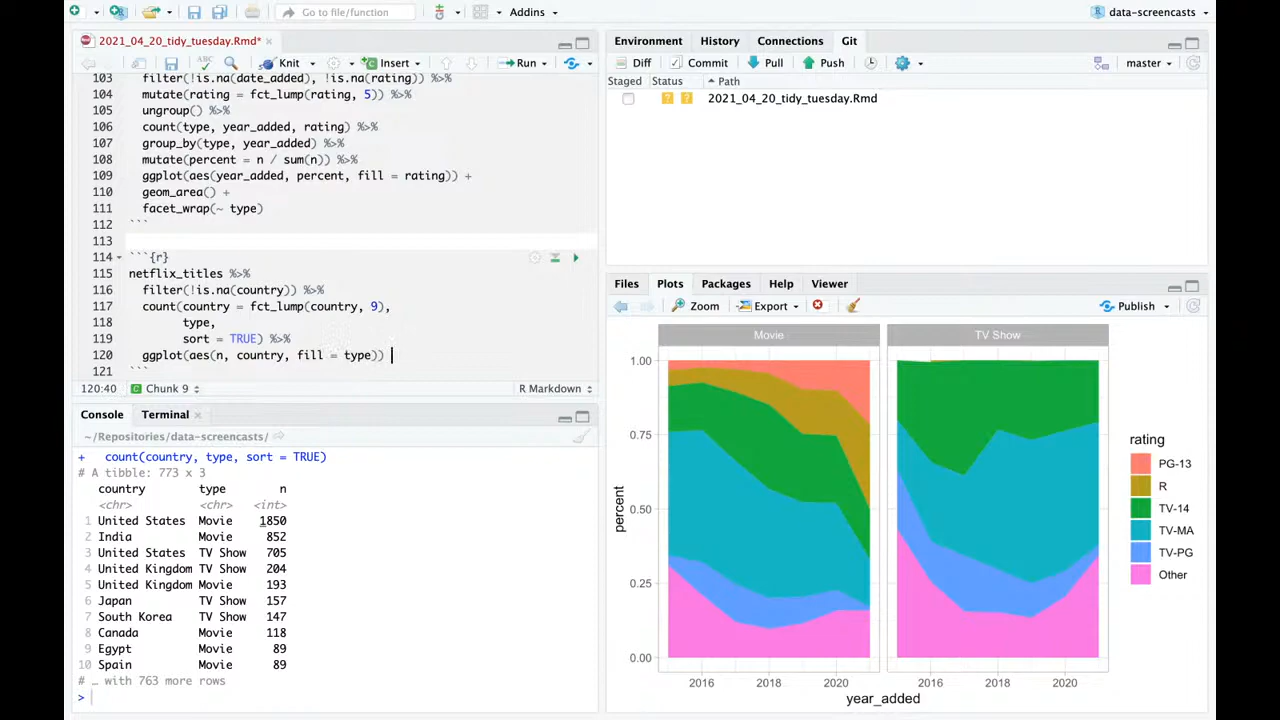 Go to file/function
Addins
data-screencasts
2021_04_20_tidy_tuesday.Rmd*
ABC
Knit
Insert
Run
103 filter(!is.na(date_added), !is.na(rating)) %>%
104 mutate(rating = fct_lump(rating, 5)) %>%
105 ungroup() %>%
106 count(type, year_added, rating) %>%
107 group_by(type, year_added) %>%
108 mutate(percent = n / sum(n)) %>%
109 ggplot(aes(year_added, percent, fill = rating)) +
110 geom_area() +
111 facet_wrap(~ type)
112 ```
113
114 ```{r}
115 netflix_titles %>%
116 filter(!is.na(country)) %>%
117 count(country = fct_lump(country, 9),
118 type,
119 sort = TRUE) %>%
120 ggplot(aes(n, country, fill = type))
121 ```
120:40 Chunk 9 R Markdown
Console Terminal
~/Repositories/data-screencasts/
+ count(country, type, sort = TRUE)
# A tibble: 773 x 3
country type n
<chr> <chr> <int>
1 United States Movie 1850
2 India Movie 852
3 United States TV Show 705
4 United Kingdom TV Show 204
5 United Kingdom Movie 193
6 Japan TV Show 157
7 South Korea TV Show 147
8 Canada Movie 118
9 Egypt Movie 89
10 Spain Movie 89
# … with 763 more rows
>
Environment History Connections Git
Diff Commit Pull Push master
Staged Status Path
? ? 2021_04_20_tidy_tuesday.Rmd
Files Plots Packages Help Viewer
Zoom Export Publish
Movie TV Show
1.00
0.75
0.50
0.25
0.00
percent
2016 2018 2020 2016 2018 2020
year_added
rating
PG-13
R
TV-14
TV-MA
TV-PG
Other